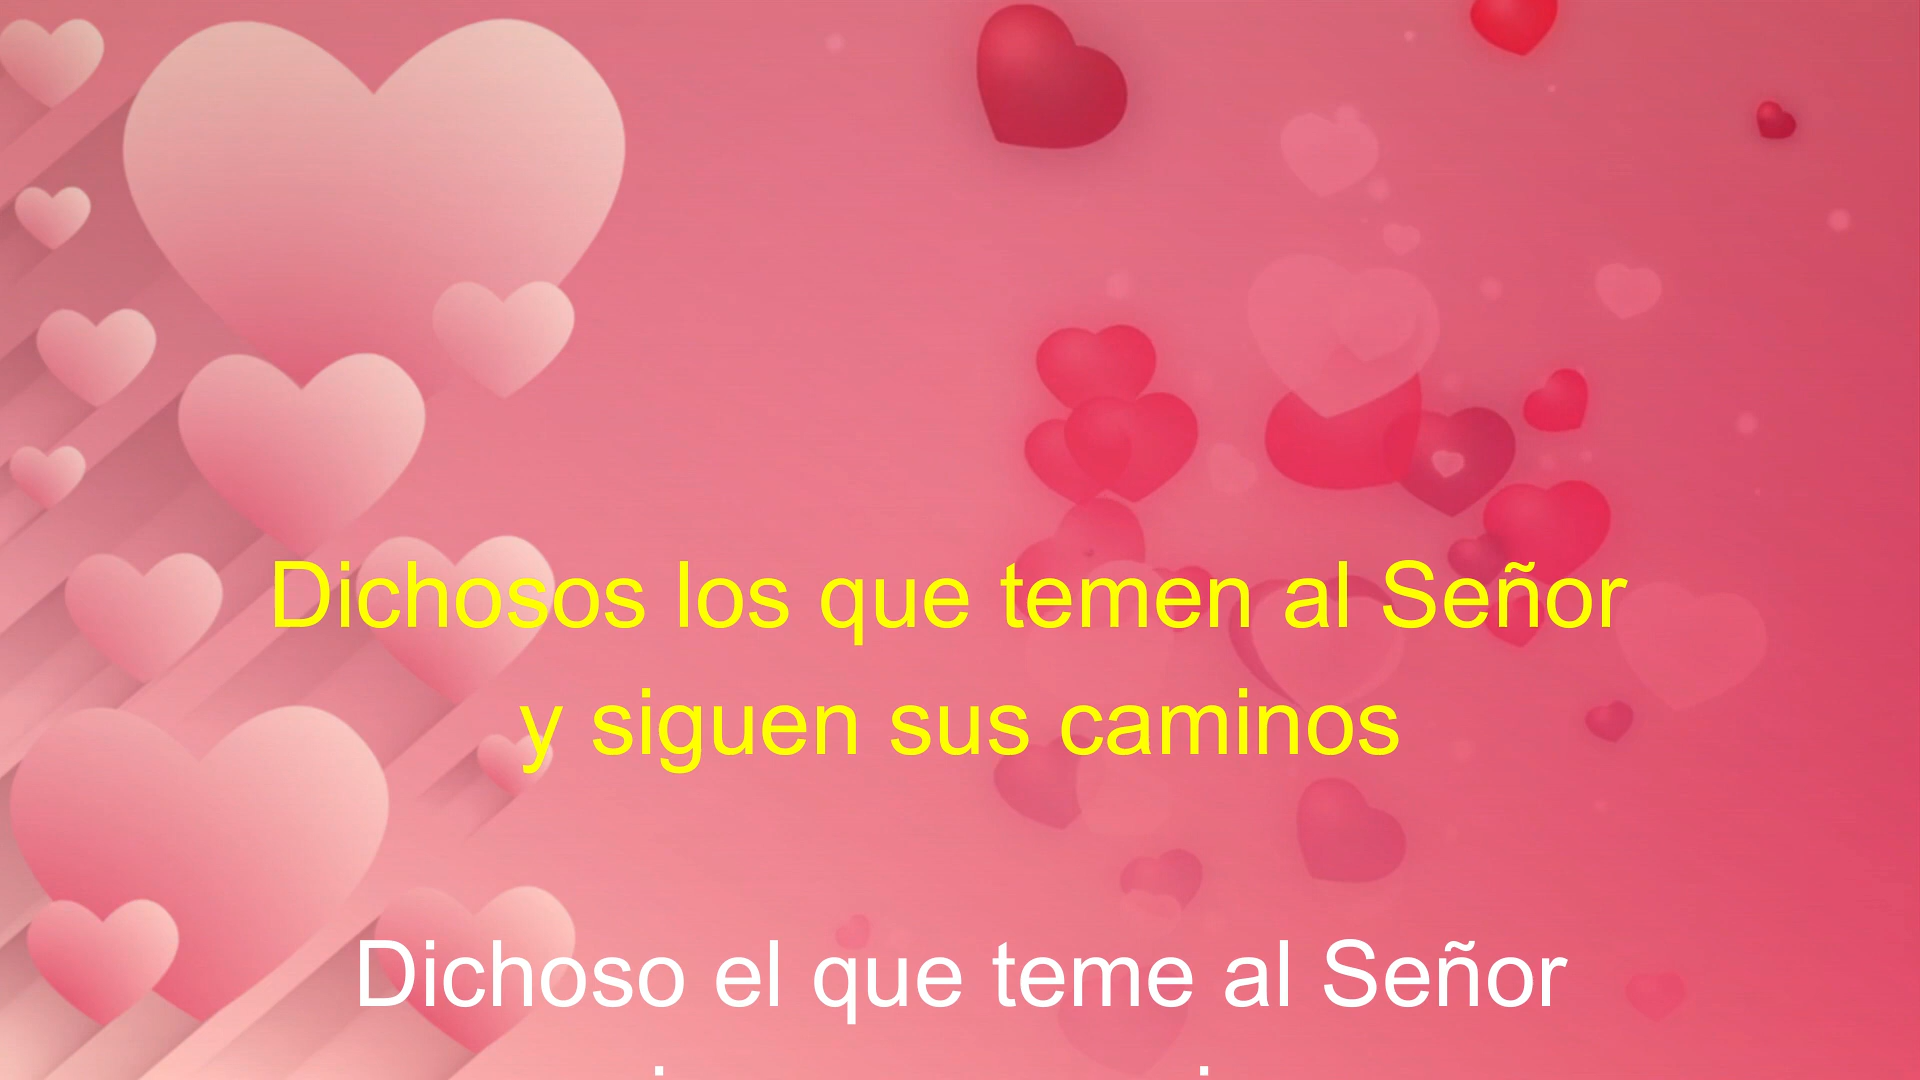 Dichosos los que temen al Señor
y siguen sus caminos
Dichoso el que teme al Señor